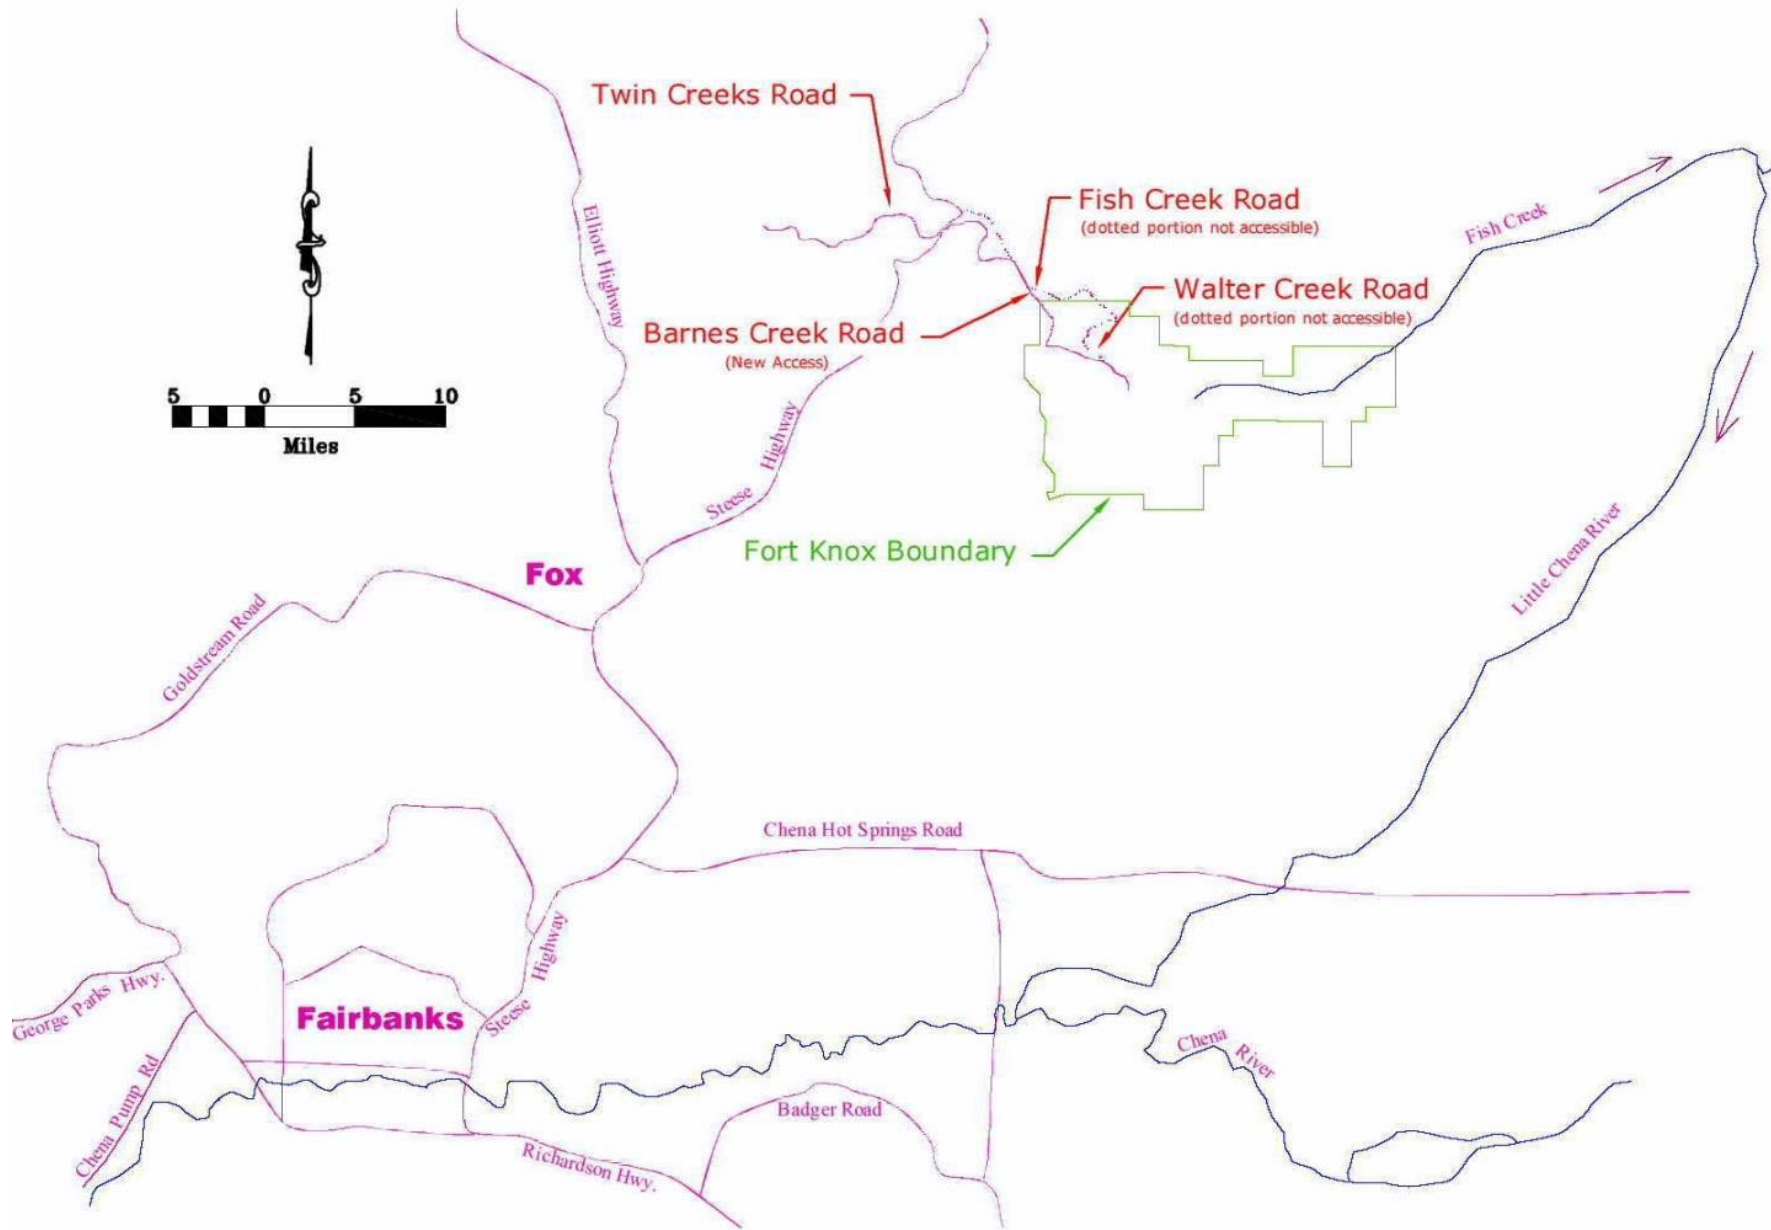 Twin Creeks Road
Fish Creek Road
(dotted portion not accessible)
Elliott Highway
Fish Creek
Walter Creek Road
(dotted portion not accessible)
Barnes Creek Road
(New Access)
5 0 5 10
Miles
Steese Highway
Fort Knox Boundary
Little Chena River
Fox
Goldstream Road
Chena Hot Springs Road
Steese Highway
George Parks Hwy.
Fairbanks
Chena River
Chena Pump Rd
Badger Road
Richardson Hwy.